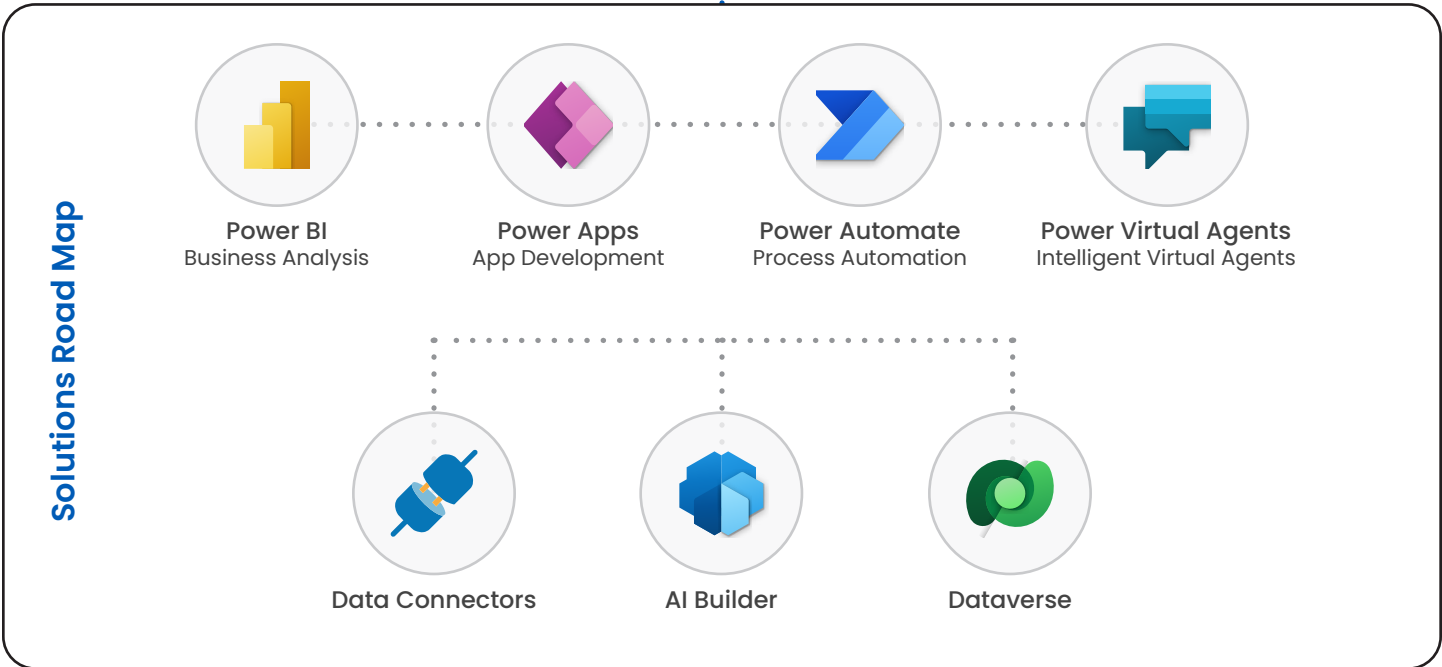 Solutions Road Map
Power BI
Business Analysis
Power Apps
App Development
Power Automate
Process Automation
Power Virtual Agents
Intelligent Virtual Agents
Data Connectors
AI Builder
Dataverse